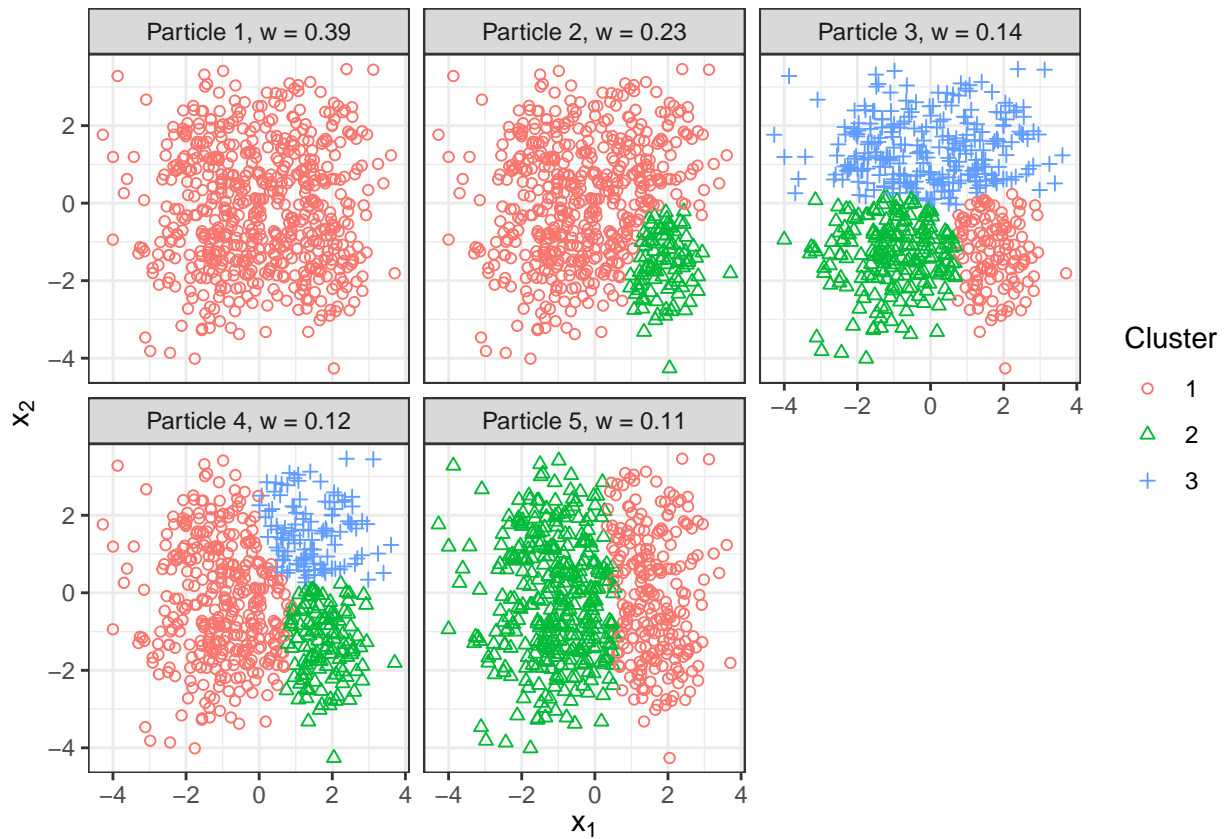 Particle 1, w = 0.39
Particle 2, w = 0.23
Particle 3, w = 0.14
2
0
−2
−4
−4 −2 0 2 4
Particle 4, w = 0.12
Particle 5, w = 0.11
2
0
−2
−4
−4 −2 0 2 4
−4 −2 0 2 4
x₁
x₂
Cluster
1
2
3